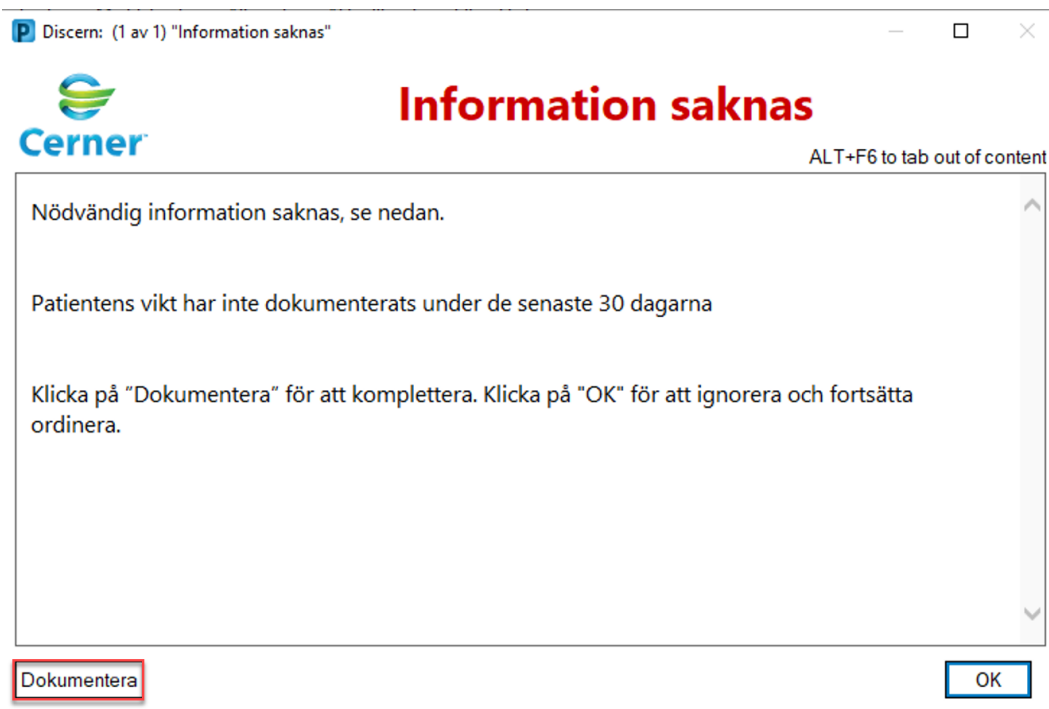 Discern: (1 av 1) "Information saknas"
Cerner
Information saknas
ALT+F6 to tab out of content
Nödvändig information saknas, se nedan.
Patientens vikt har inte dokumenterats under de senaste 30 dagarna
Klicka på ”Dokumentera” för att komplettera. Klicka på "OK" för att ignorera och fortsätta
ordinera.
Dokumentera
OK